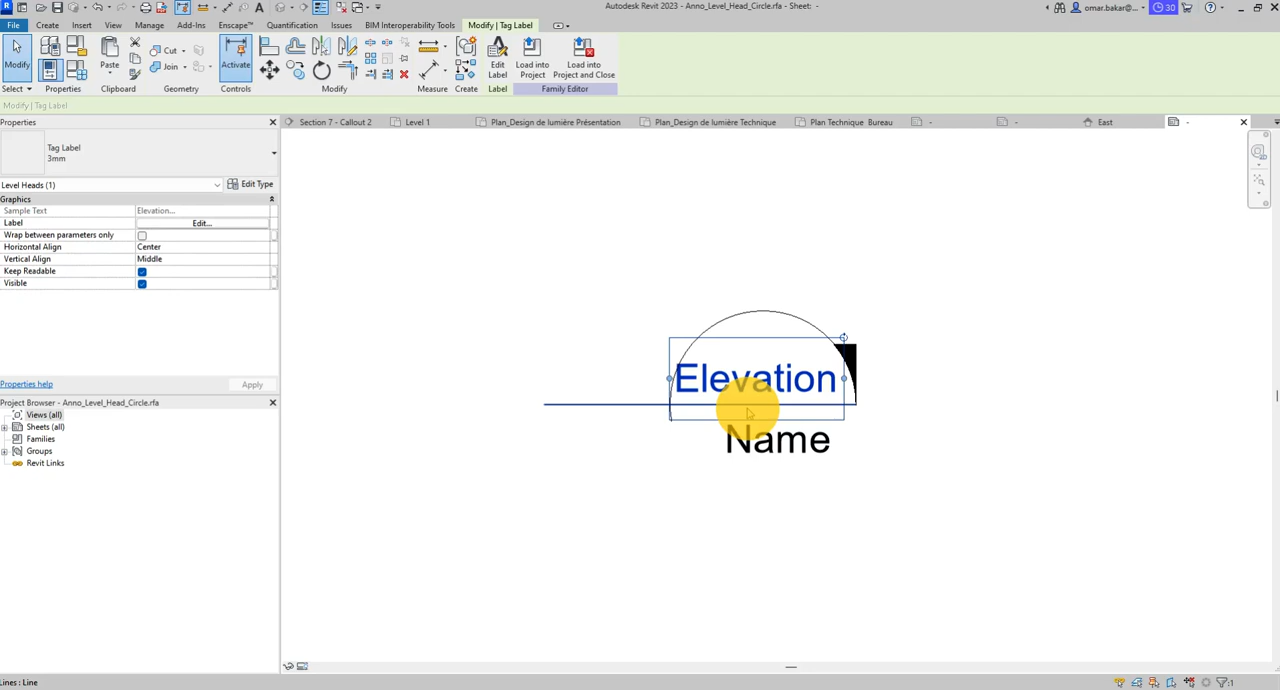 Autodesk Revit 2023 - Anno_Level_Head_Circle.rfa - Sheet: -
omar.bakar@...
30
File
Create
Insert
View
Manage
Add-Ins
Enscape™
Quantification
Issues
BIM Interoperability Tools
Modify | Tag Label
Modify
Paste
Cut
Join
Activate
Edit
Label
Load into
Project
Load into
Project and Close
Select
Properties
Clipboard
Geometry
Controls
Modify
Measure
Create
Label
Family Editor
Modify | Tag Label
Properties
Section 7 - Callout 2
Level 1
Plan_Design de lumière Présentation
Plan_Design de lumière Technique
Plan Technique Bureau
-
-
East
-
Tag Label
3mm
Level Heads (1)
Edit Type
Graphics
Sample Text
Elevation...
Label
Edit...
Wrap between parameters only
Horizontal Align
Center
Vertical Align
Middle
Keep Readable
Visible
Properties help
Apply
Project Browser - Anno_Level_Head_Circle.rfa
Views (all)
Sheets (all)
Families
Groups
Revit Links
Elevation
Name
Lines : Line
:1